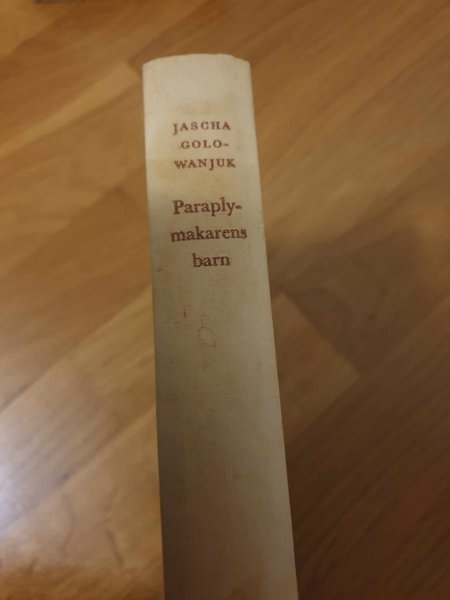 JASCHA
GOLO-
WANJUK
Paraply-
makarens
barn